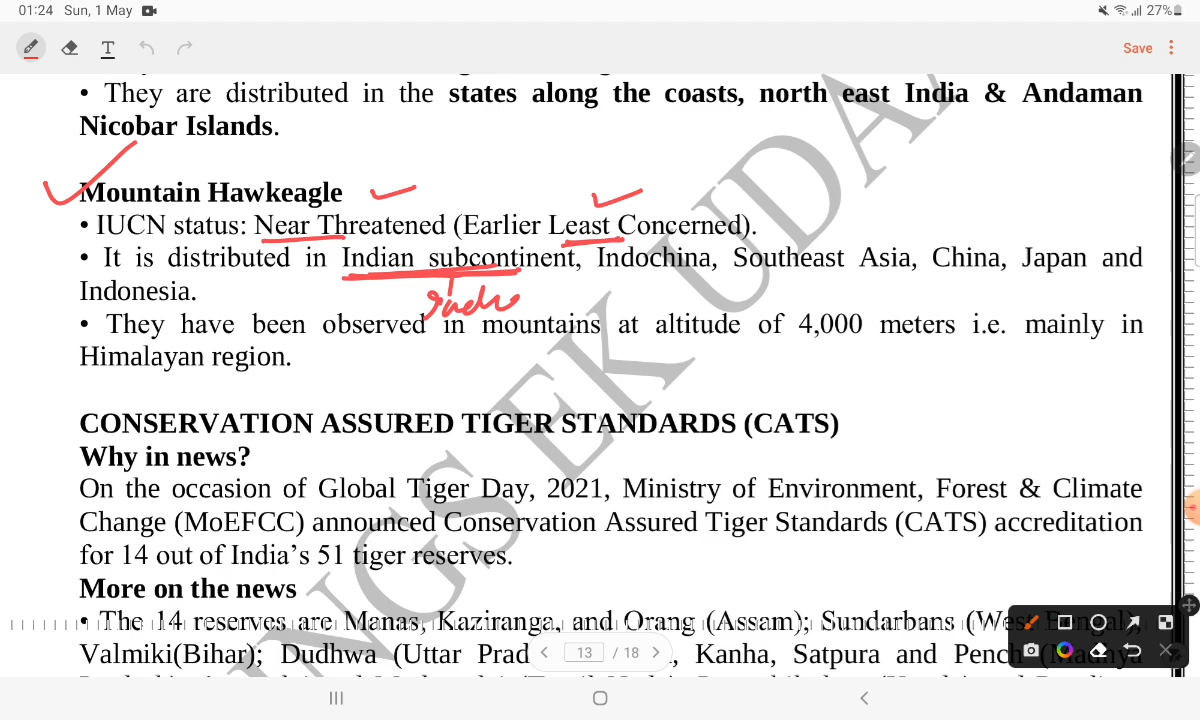 01:24 Sun, 1 May 27%
T Save
• They are distributed in the states along the coasts, north east India & Andaman
Nicobar Islands.
Mountain Hawkeagle
• IUCN status: Near Threatened (Earlier Least Concerned).
• It is distributed in Indian subcontinent, Indochina, Southeast Asia, China, Japan and
Indonesia.
• They have been observed in mountains at altitude of 4,000 meters i.e. mainly in
Himalayan region.
CONSERVATION ASSURED TIGER STANDARDS (CATS)
Why in news?
On the occasion of Global Tiger Day, 2021, Ministry of Environment, Forest & Climate
Change (MoEFCC) announced Conservation Assured Tiger Standards (CATS) accreditation
for 14 out of India’s 51 tiger reserves.
More on the news
• The 14 reserves are Manas, Kaziranga, and Orang (Assam); Sundarbans (West Bengal);
Valmiki(Bihar); Dudhwa (Uttar Prad Kanha, Satpura and Pench (Madhya
13 / 18
NGS EK UDA